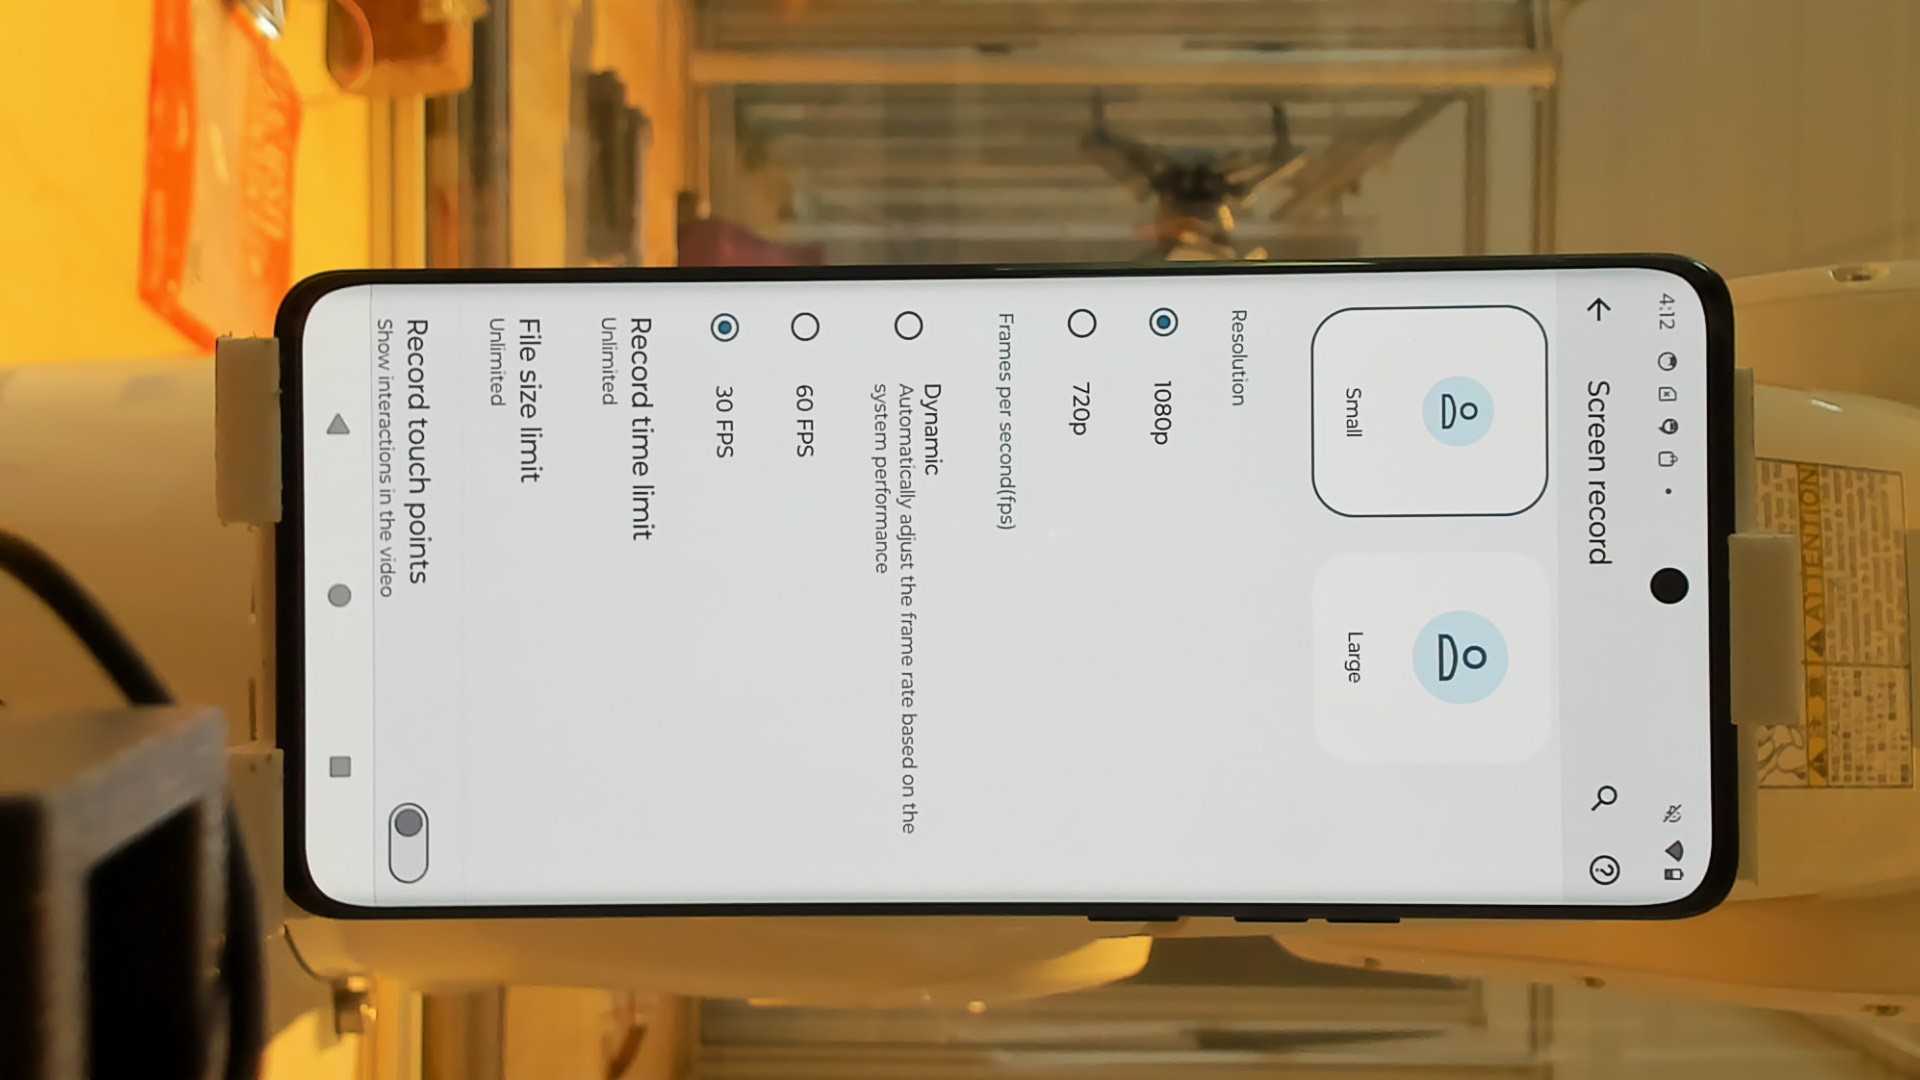 4:12
Screen record
Small
Large
Resolution
1080p
720p
Frames per second(fps)
Dynamic
Automatically adjust the frame rate based on the
system performance
60 FPS
30 FPS
Record time limit
Unlimited
File size limit
Unlimited
Record touch points
Show interactions in the video
ATTENTION